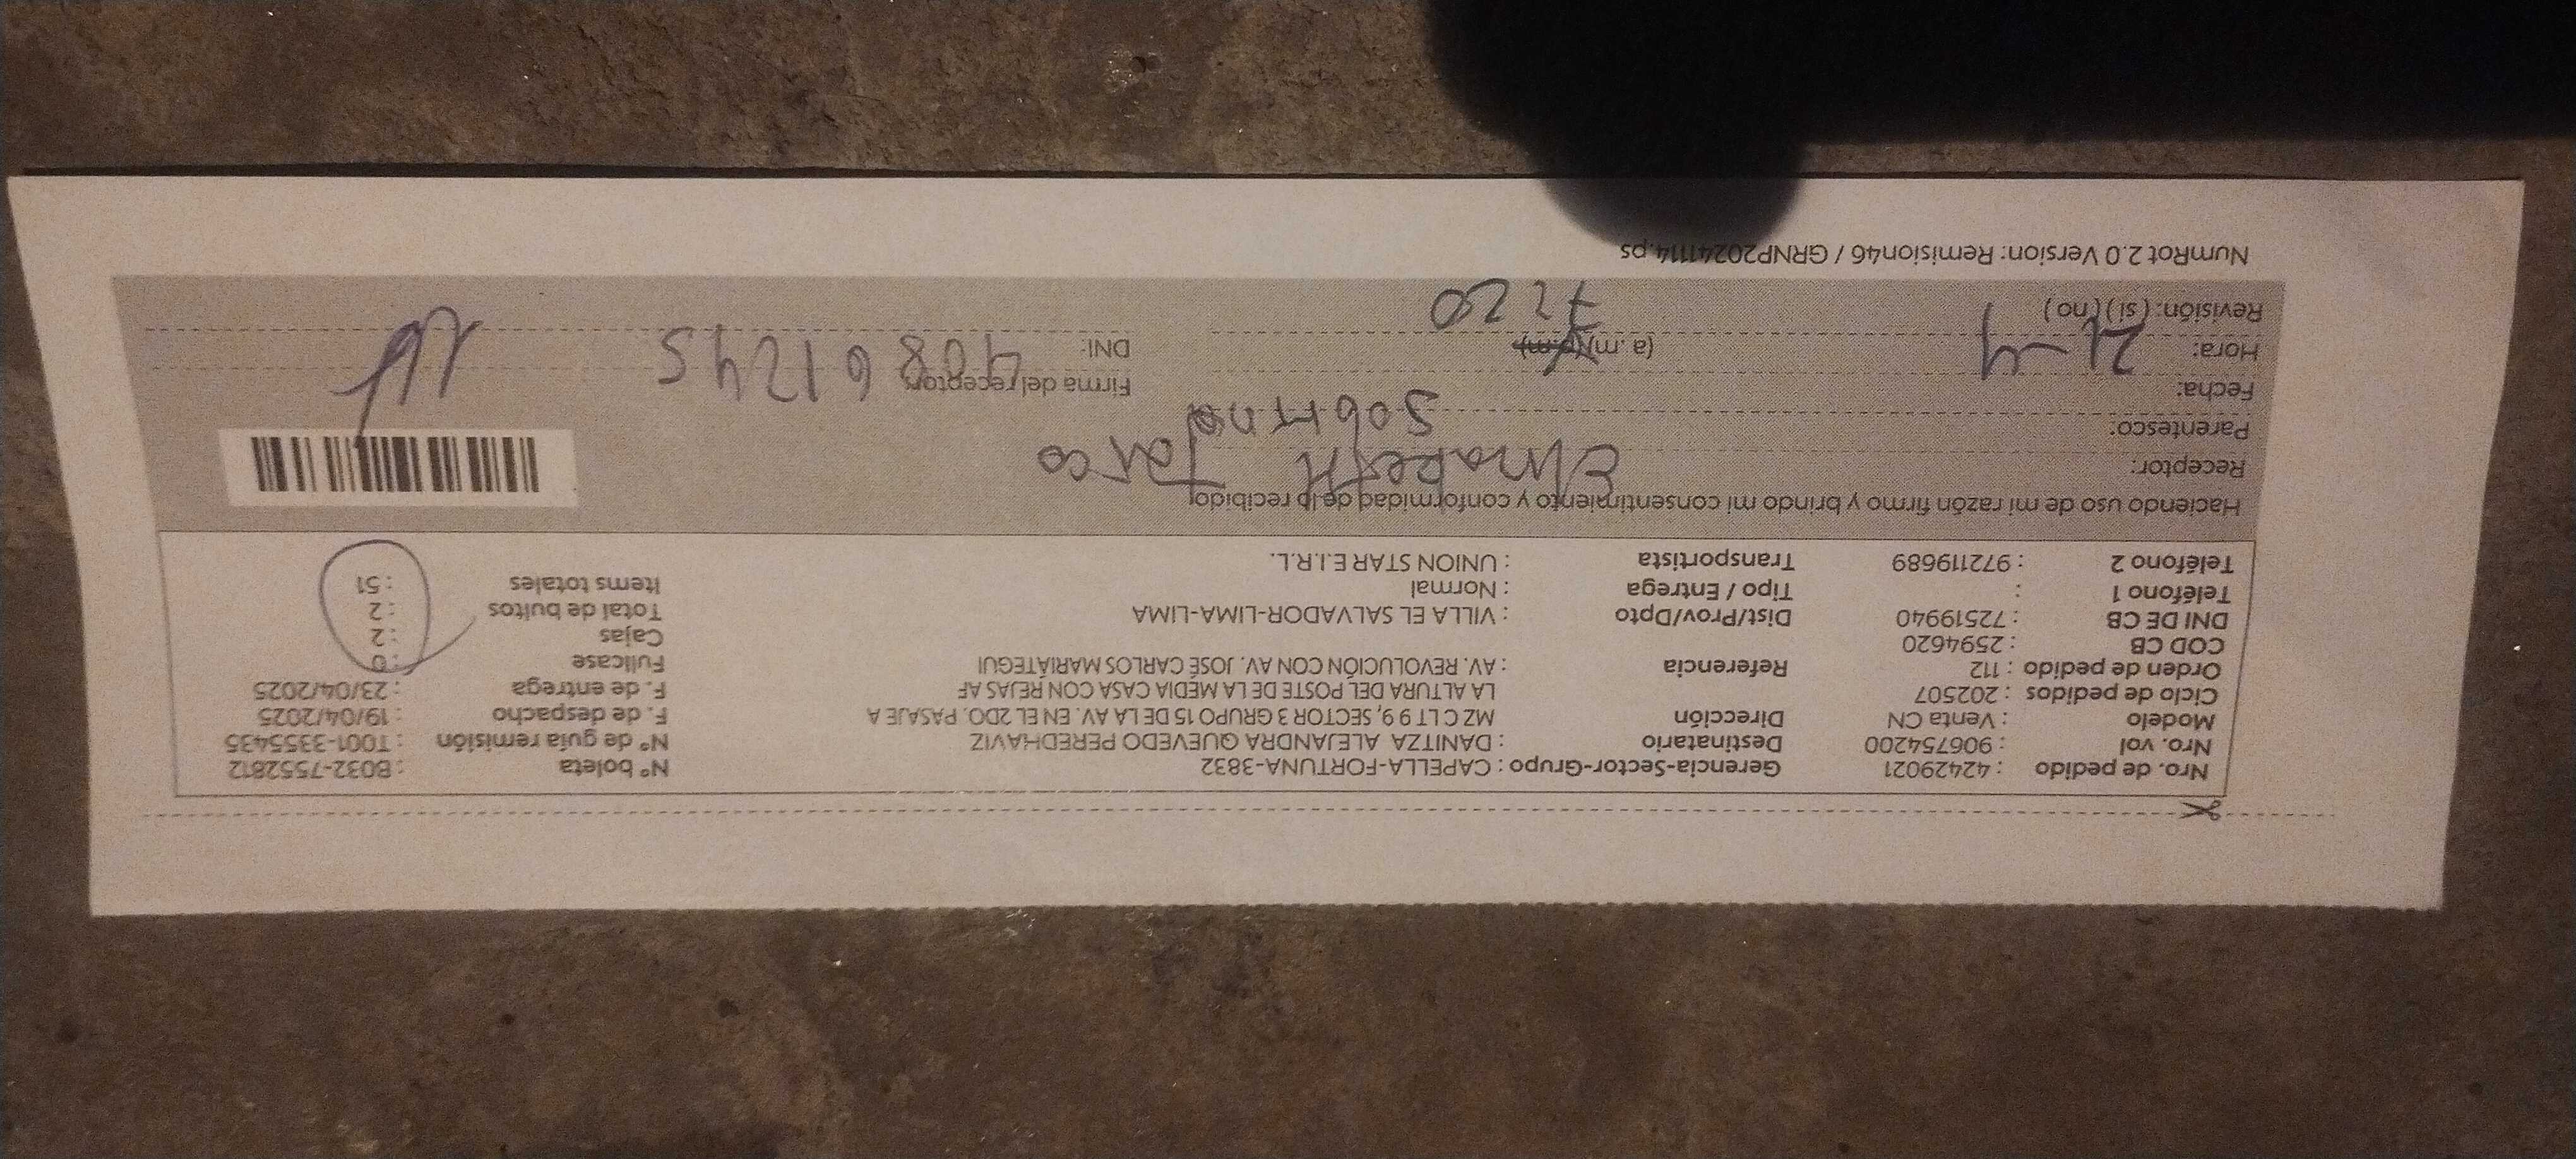 Nro. de pedido : 42429021 Gerencia-Sector-Grupo : CAPELLA-FORTUNA-3832 N° boleta : B032-7552812
Nro. vol : 906754200 Destinatario : DANITZA ALEJANDRA QUEVEDO PEREDHAVIZ N° de guía remisión : T001-3355435
Modelo : Venta CN Dirección MZ C LT 9 9, SECTOR 3 GRUPO 15 DE LA AV. EN EL 2DO. PASAJE A F. de despacho : 19/04/2025
Ciclo de pedidos : 202507 LA ALTURA DEL POSTE DE LA MEDIA CASA CON REJAS AF F. de entrega : 23/04/2025
Orden de pedido : 112 Referencia : AV. REVOLUCIÓN CON AV. JOSÉ CARLOS MARIÁTEGUI Fullcase : 0
COD CB : 2594620 Cajas : 2
DNI DE CB : 72519940 Dist/Prov/Dpto : VILLA EL SALVADOR-LIMA-LIMA Total de bultos : 2
Teléfono 1 : Tipo / Entrega : Normal Items totales : 51
Teléfono 2 : 972119689 Transportista : UNION STAR E.I.R.L.
Haciendo uso de mi razón firmo y brindo mi consentimiento y conformidad de lo recibido
Receptor: Tarco
Parentesco: Sobrina
Fecha: 21-4 Firma del receptor:
Hora: (a. m)(p.m) DNI: 40861245
Revisión: (si)(no) 7:20
NumRot 2.0 Version: Remision46 / GRNP20241114.ps